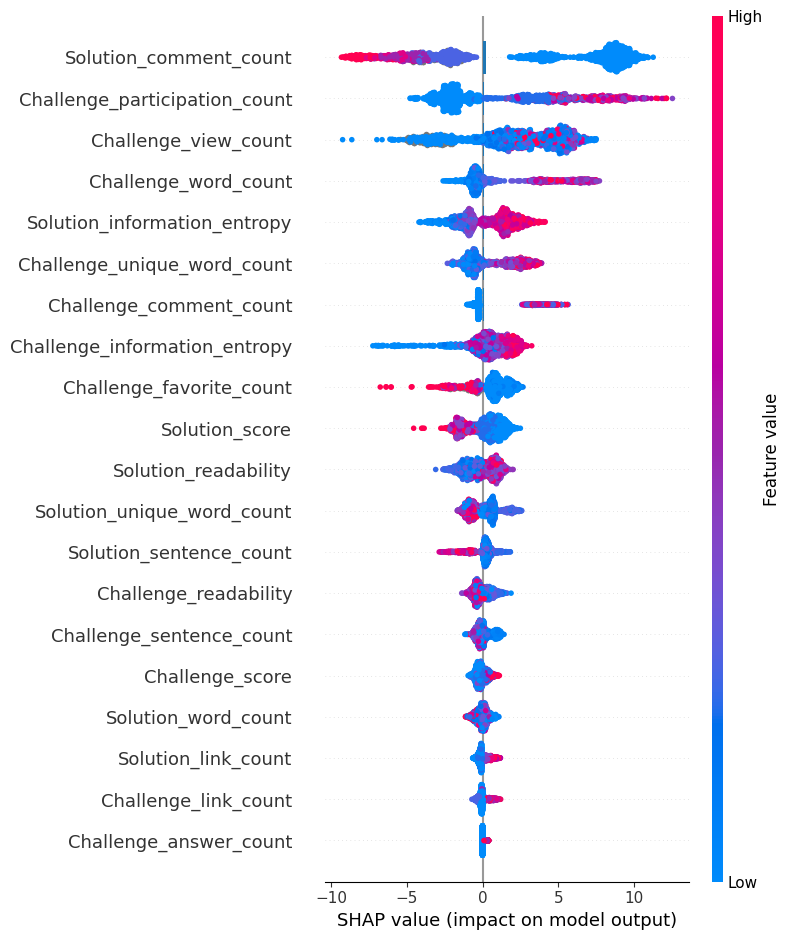 High
Solution_comment_count
Challenge_participation_count
Challenge_view_count
Challenge_word_count
Solution_information_entropy
Challenge_unique_word_count
Challenge_comment_count
Challenge_information_entropy
Challenge_favorite_count
Solution_score
Solution_readability
Solution_unique_word_count
Solution_sentence_count
Challenge_readability
Challenge_sentence_count
Challenge_score
Solution_word_count
Solution_link_count
Challenge_link_count
Challenge_answer_count
Feature value
Low
−10 −5 0 5 10
SHAP value (impact on model output)